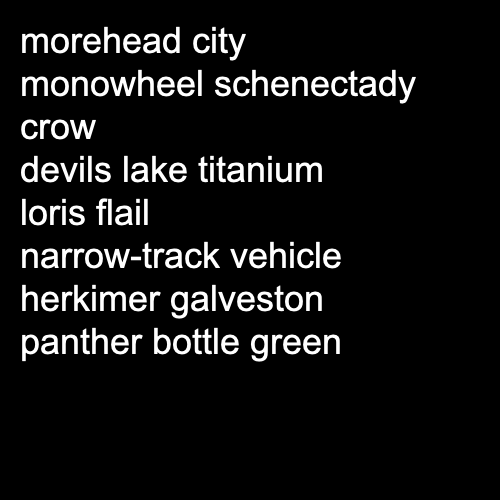 morehead city
monowheel schenectady
crow
devils lake titanium
loris flail
narrow-track vehicle
herkimer galveston
panther bottle green